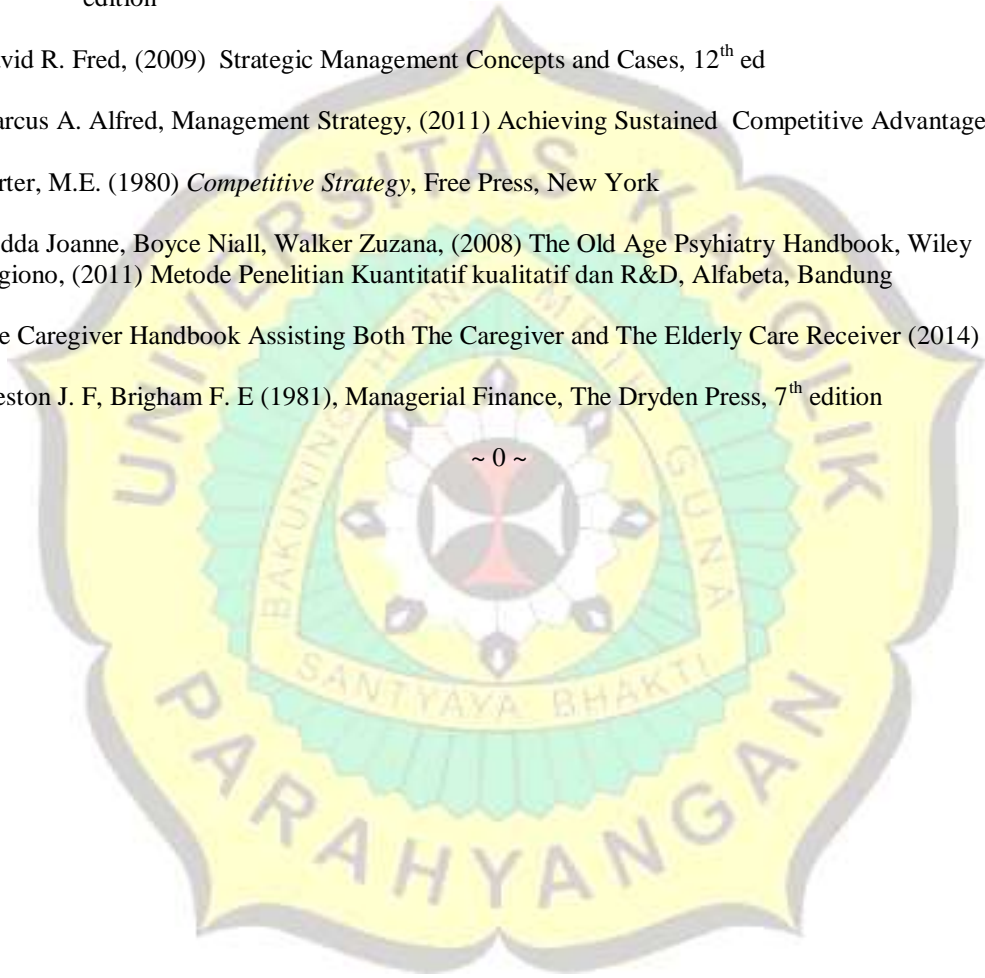 edition
vid R. Fred, (2009) Strategic Management Concepts and Cases, 12th ed
arcus A. Alfred, Management Strategy, (2011) Achieving Sustained Competitive Advantage
rter, M.E. (1980) Competitive Strategy, Free Press, New York
dda Joanne, Boyce Niall, Walker Zuzana, (2008) The Old Age Psyhiatry Handbook, Wiley
giono, (2011) Metode Penelitian Kuantitatif kualitatif dan R&D, Alfabeta, Bandung
e Caregiver Handbook Assisting Both The Caregiver and The Elderly Care Receiver (2014)
eston J. F, Brigham F. E (1981), Managerial Finance, The Dryden Press, 7th edition
~ 0 ~
UNIVERSITAS KATOLIK
PARAHYANGAN
BAKUNING HYANG MRIH GUNA
SANTYAYA BHAKTI